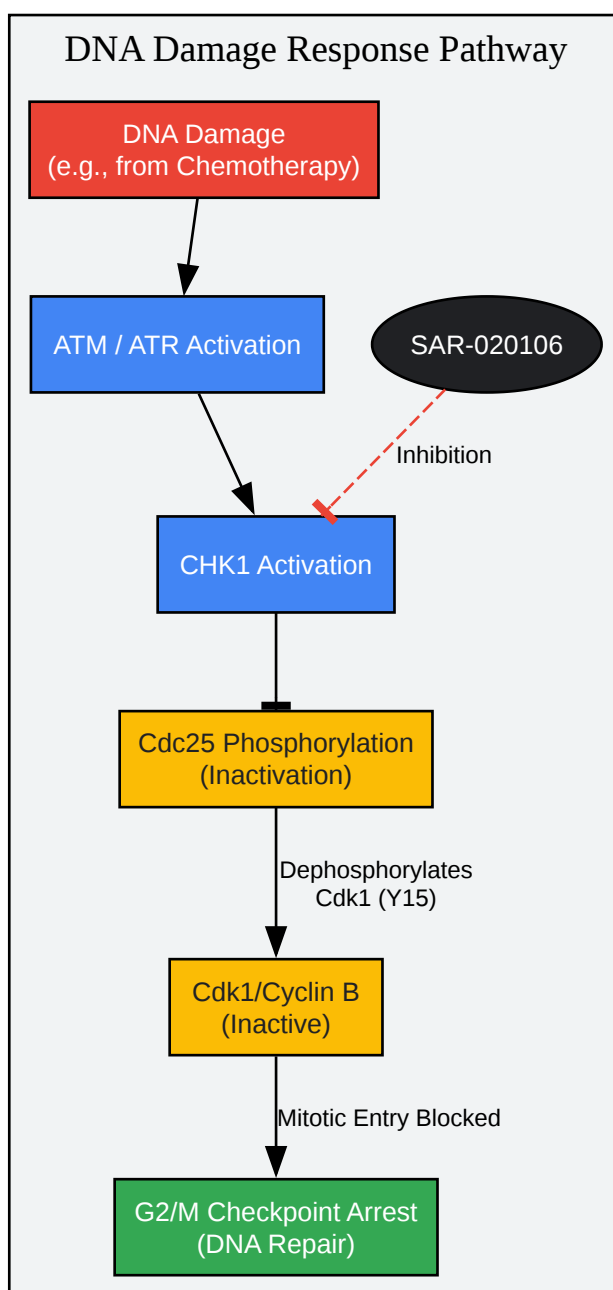 DNA Damage Response Pathway
DNA Damage
(e.g., from Chemotherapy)
ATM / ATR Activation
SAR-020106
Inhibition
CHK1 Activation
Cdc25 Phosphorylation
(Inactivation)
Dephosphorylates
Cdk1 (Y15)
Cdk1/Cyclin B
(Inactive)
Mitotic Entry Blocked
G2/M Checkpoint Arrest
(DNA Repair)